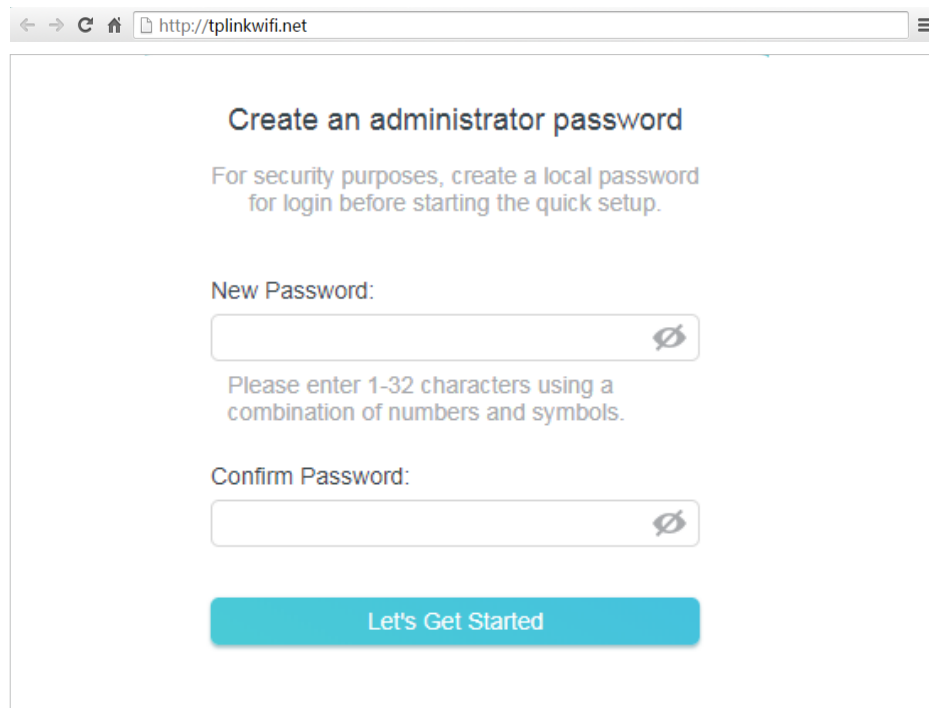 http://tplinkwifi.net
Create an administrator password
For security purposes, create a local password
for login before starting the quick setup.
New Password:
Please enter 1-32 characters using a
combination of numbers and symbols.
Confirm Password:
Let's Get Started